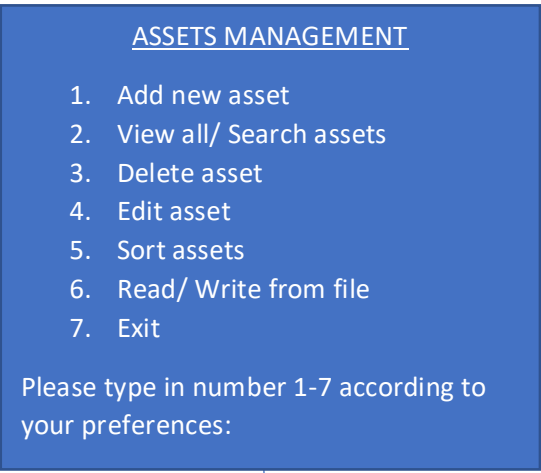 ASSETS MANAGEMENT
1. Add new asset
2. View all/ Search assets
3. Delete asset
4. Edit asset
5. Sort assets
6. Read/ Write from file
7. Exit
Please type in number 1-7 according to
your preferences: